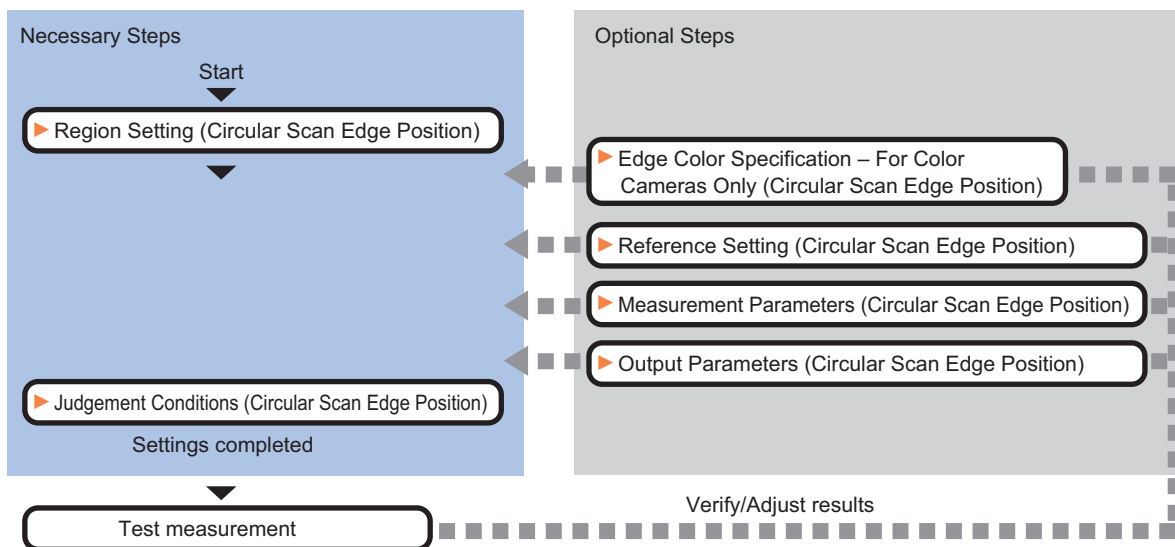 Necessary Steps
Start
Region Setting (Circular Scan Edge Position)
Judgement Conditions (Circular Scan Edge Position)
Settings completed
Test measurement
Optional Steps
Edge Color Specification – For Color
Cameras Only (Circular Scan Edge Position)
Reference Setting (Circular Scan Edge Position)
Measurement Parameters (Circular Scan Edge Position)
Output Parameters (Circular Scan Edge Position)
Verify/Adjust results